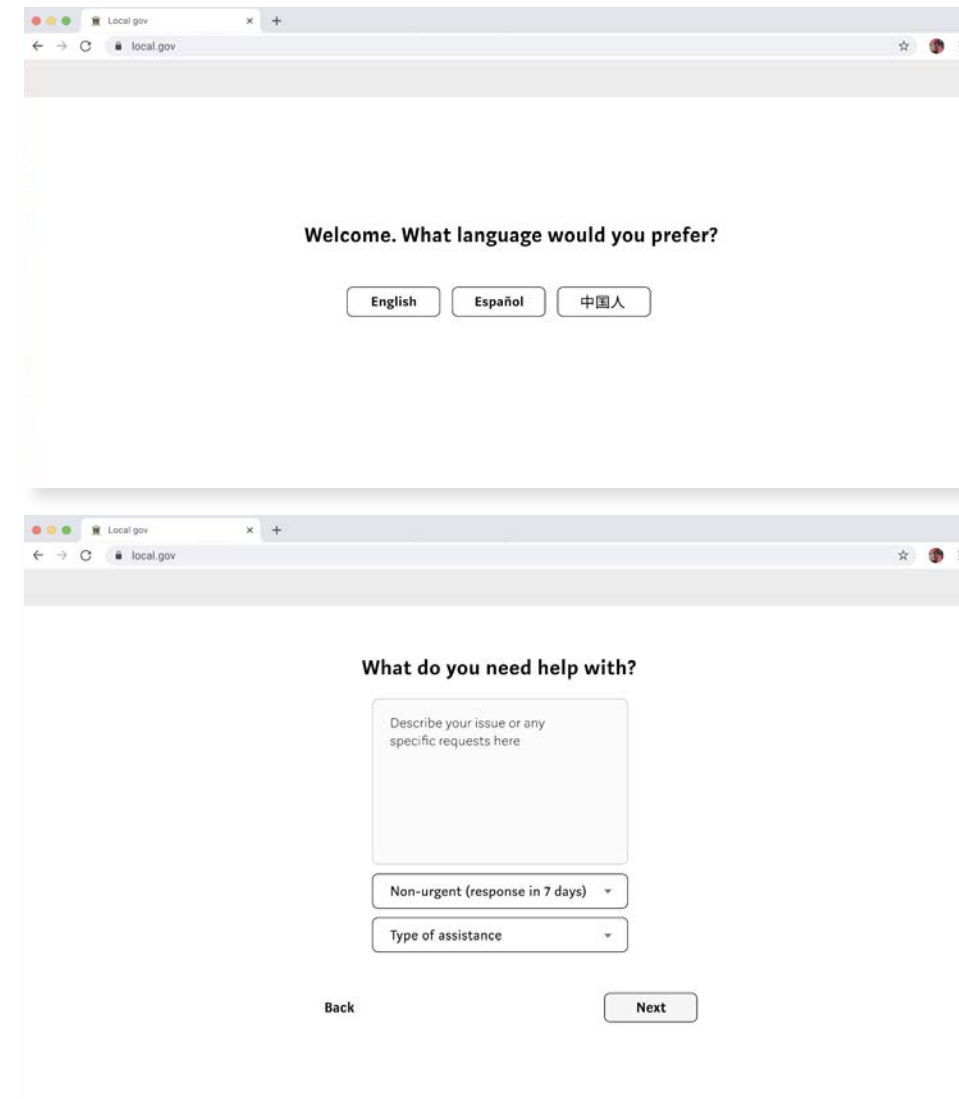 Local gov
local.gov
Welcome. What language would you prefer?
English Español 中国人
Local gov
local.gov
What do you need help with?
Describe your issue or any
specific requests here
Non-urgent (response in 7 days)
Type of assistance
Back Next